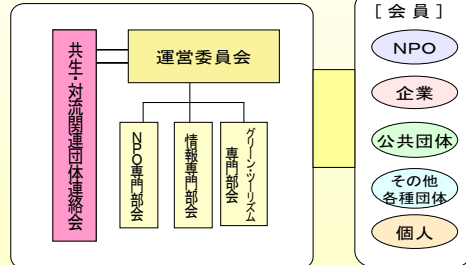 共生・対流関連団体連絡会
運営委員会
NPO専門部会
情報専門部会
グリーン・ツーリズム
専門部会
[会員]
NPO
企業
公共団体
その他
各種団体
個人